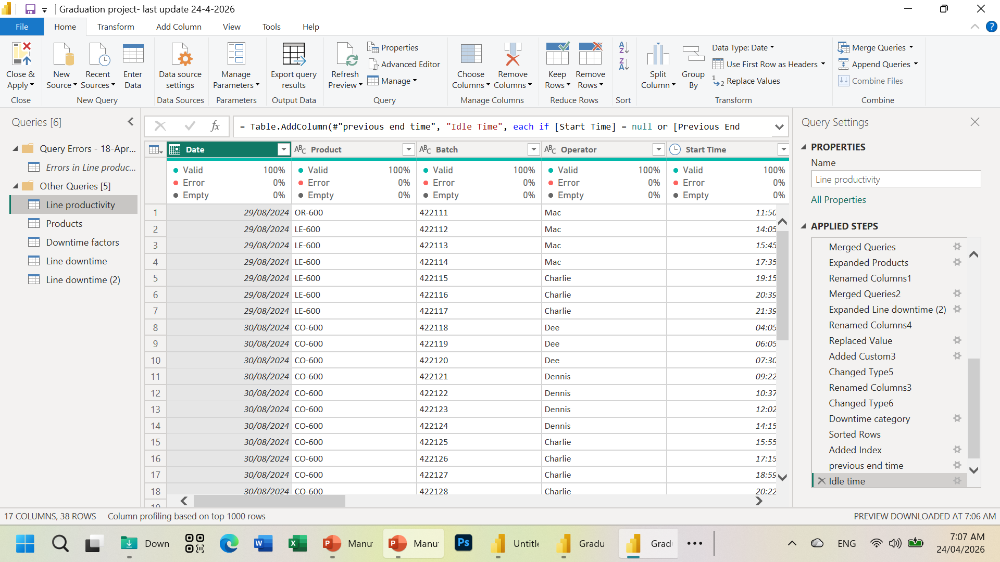 Graduation project- last update 24-4-2026
File
Home
Transform
Add Column
View
Tools
Help
Close & Apply
New Source
Recent Sources
Enter Data
Data source settings
Manage Parameters
Export query results
Refresh Preview
Properties
Advanced Editor
Manage
Choose Columns
Remove Columns
Keep Rows
Remove Rows
Split Column
Group By
Data Type: Date
Use First Row as Headers
Replace Values
Merge Queries
Append Queries
Combine Files
Close
New Query
Data Sources
Parameters
Output Data
Query
Manage Columns
Reduce Rows
Sort
Transform
Combine
Queries [6]
Query Errors - 18-Apr...
Errors in Line produc...
Other Queries [5]
Line productivity
Products
Downtime factors
Line downtime
Line downtime (2)
fx = Table.AddColumn(#"previous end time", "Idle Time", each if [Start Time] = null or [Previous End
Date ABC Product ABC Batch ABC Operator Start Time
Valid 100% Valid 100% Valid 100% Valid 100% Valid 100%
Error 0% Error 0% Error 0% Error 0% Error 0%
Empty 0% Empty 0% Empty 0% Empty 0% Empty 0%
1 29/08/2024 OR-600 422111 Mac 11:50
2 29/08/2024 LE-600 422112 Mac 14:05
3 29/08/2024 LE-600 422113 Mac 15:45
4 29/08/2024 LE-600 422114 Mac 17:35
5 29/08/2024 LE-600 422115 Charlie 19:15
6 29/08/2024 LE-600 422116 Charlie 20:39
7 29/08/2024 LE-600 422117 Charlie 21:39
8 30/08/2024 CO-600 422118 Dee 04:05
9 30/08/2024 CO-600 422119 Dee 06:05
10 30/08/2024 CO-600 422120 Dee 07:30
11 30/08/2024 CO-600 422121 Dennis 09:22
12 30/08/2024 CO-600 422122 Dennis 10:37
13 30/08/2024 CO-600 422123 Dennis 12:02
14 30/08/2024 CO-600 422124 Dennis 14:15
15 30/08/2024 CO-600 422125 Charlie 15:55
16 30/08/2024 CO-600 422126 Charlie 17:15
17 30/08/2024 CO-600 422127 Charlie 18:59
18 30/08/2024 CO-600 422128 Charlie 20:22
19
Query Settings
PROPERTIES
Name
Line productivity
All Properties
APPLIED STEPS
Merged Queries
Expanded Products
Renamed Columns1
Merged Queries2
Expanded Line downtime (2)
Renamed Columns4
Replaced Value
Added Custom3
Changed Type5
Renamed Columns3
Changed Type6
Downtime category
Sorted Rows
Added Index
previous end time
Idle time
17 COLUMNS, 38 ROWS Column profiling based on top 1000 rows
PREVIEW DOWNLOADED AT 7:06 AM
Down
Manu
Manu
Ps
Untitl
Gradu
Grad
ENG
7:07 AM
24/04/2026